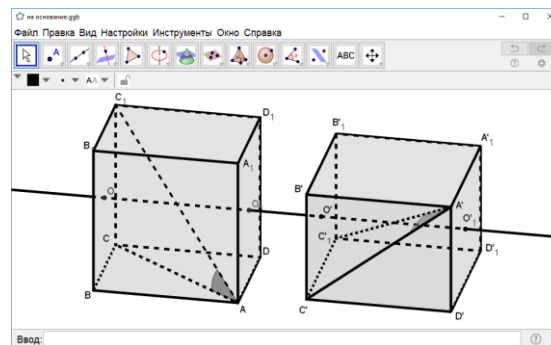 на основание.ggb
Файл Правка Вид Настройки Инструменты Окно Справка
ABC
AA
C₁
D₁
B'₁
A'₁
B
A₁
B'
A'
O
O
O'
O'₁
C
D
C'₁
D'₁
B
A
C'
D'
Ввод: